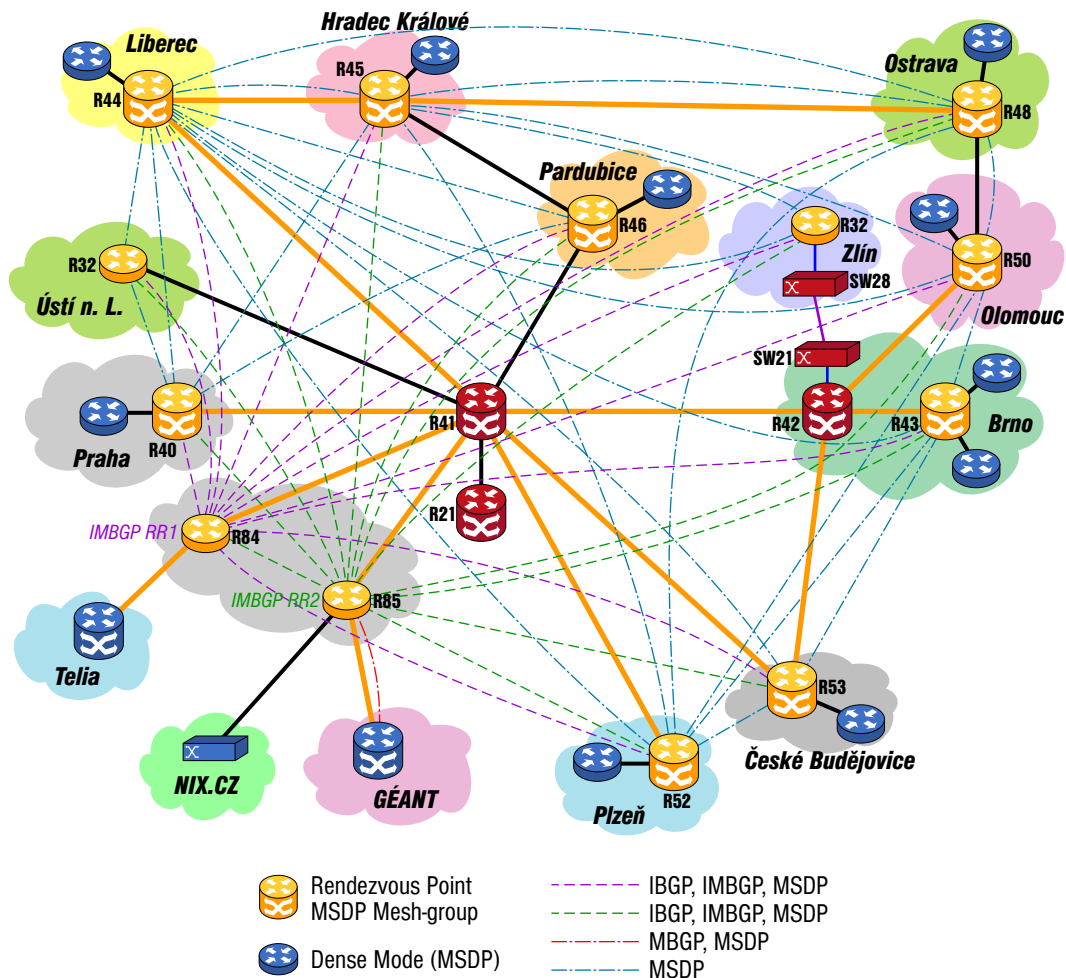 Hradec Králové
Liberec
R45
R44
Ostrava
R48
Pardubice
R46
R32
Zlín
SW28
R50
Olomouc
R32
Ústí n. L.
SW21
R40
Praha
R41
R42
R43
Brno
R21
IMBGP RR1
R84
IMBGP RR2
R85
Telia
NIX.CZ
GÉANT
R53
České Budějovice
R52
Plzeň
Rendezvous Point
MSDP Mesh-group
Dense Mode (MSDP)
IBGP, IMBGP, MSDP
IBGP, IMBGP, MSDP
MBGP, MSDP
MSDP